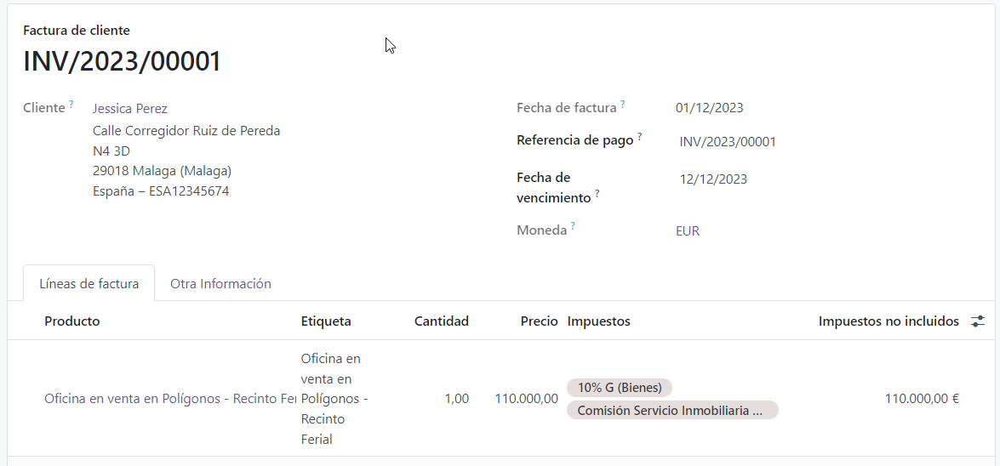 Factura de cliente
INV/2023/00001
Cliente ?
Jessica Perez
Calle Corregidor Ruiz de Pereda
N4 3D
29018 Malaga (Malaga)
España – ESA12345674
Fecha de factura ?
01/12/2023
Referencia de pago ?
INV/2023/00001
Fecha de
vencimiento ?
12/12/2023
Moneda ?
EUR
Líneas de factura
Otra Información
Producto Etiqueta Cantidad Precio Impuestos Impuestos no incluidos
Oficina en venta en Polígonos - Recinto Fer
Oficina en
venta en
Polígonos -
Recinto
Ferial
1,00
110.000,00
10% G (Bienes)
Comisión Servicio Inmobiliaria ...
110.000,00 €